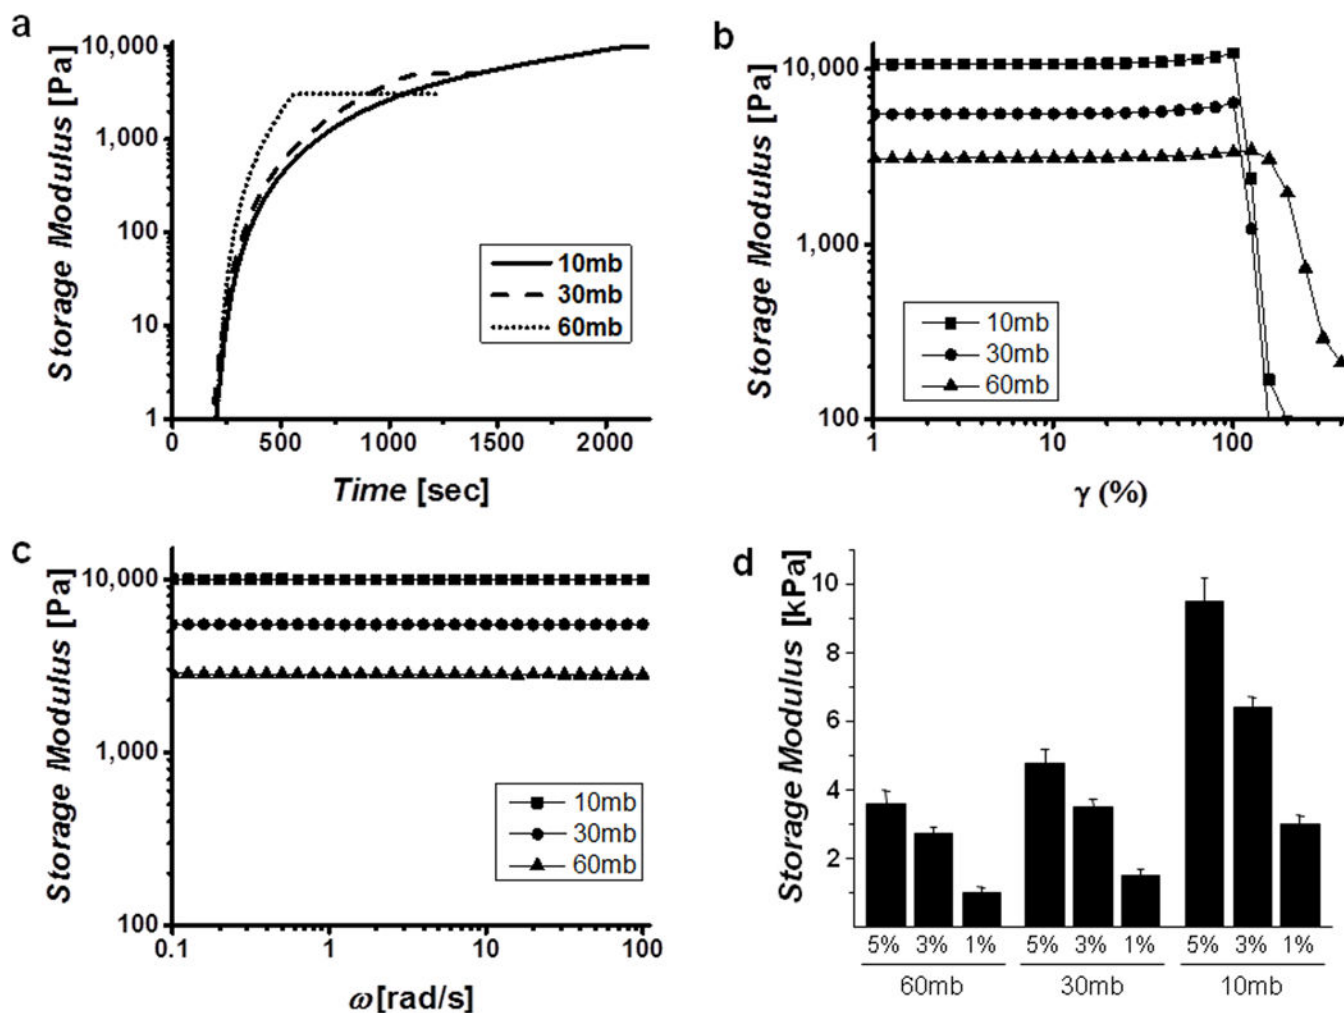 a
Storage Modulus [Pa]
10,000
1,000
100
10
1
0
500
1000
1500
2000
Time [sec]
10mb
30mb
60mb
b
Storage Modulus [Pa]
10,000
1,000
100
1
10
100
γ (%)
10mb
30mb
60mb
c
Storage Modulus [Pa]
10,000
1,000
100
0.1
1
10
100
ω [rad/s]
10mb
30mb
60mb
d
Storage Modulus [kPa]
10
8
6
4
2
5% 3% 1% 5% 3% 1% 5% 3% 1%
60mb 30mb 10mb